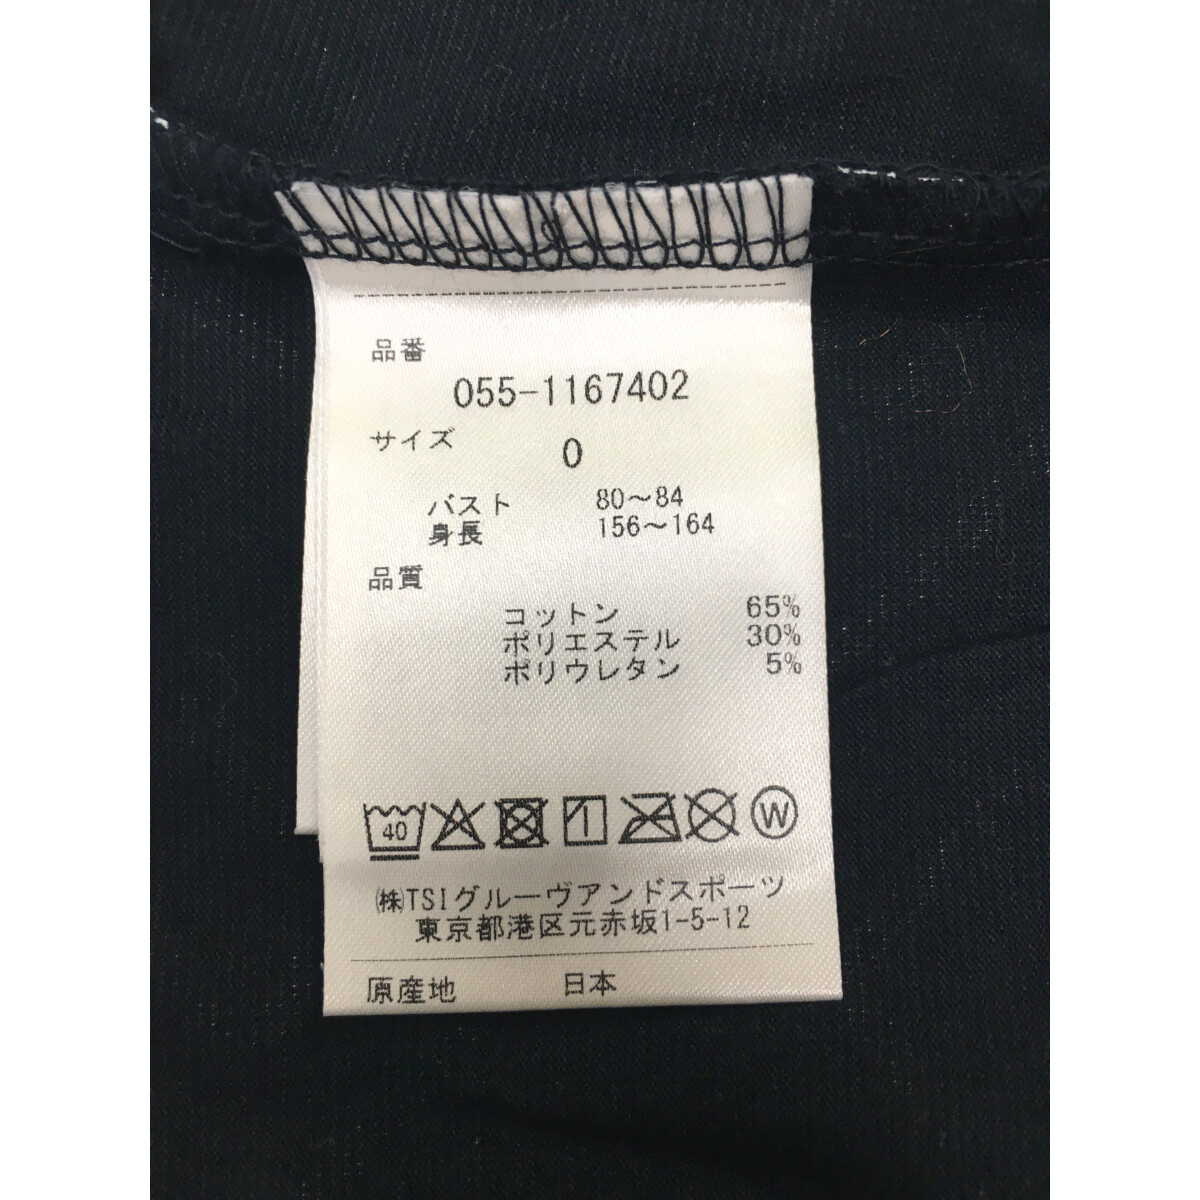 品番
055-1167402
サイズ 0
バスト 80～84
身長 156～164
品質
コットン 65%
ポリエステル 30%
ポリウレタン 5%
40 W
㈱TSIグルーヴアンドスポーツ
東京都港区元赤坂1-5-12
原産地 日本